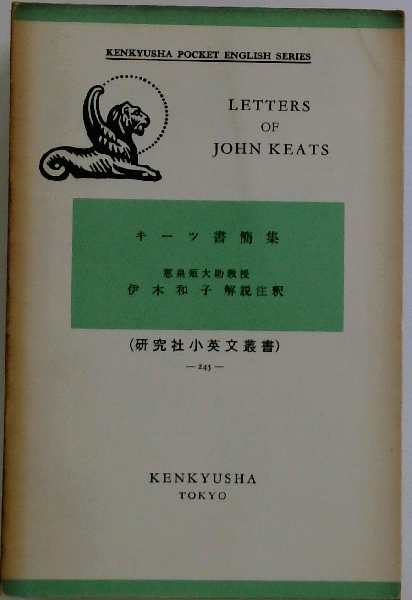 KENKYUSHA POCKET ENGLISH SERIES
LETTERS
OF
JOHN KEATS
キーツ書簡集
恵泉短大助教授
伊木和子 解説注釈
(研究社小英文叢書)
— 245 —
KENKYUSHA
TOKYO